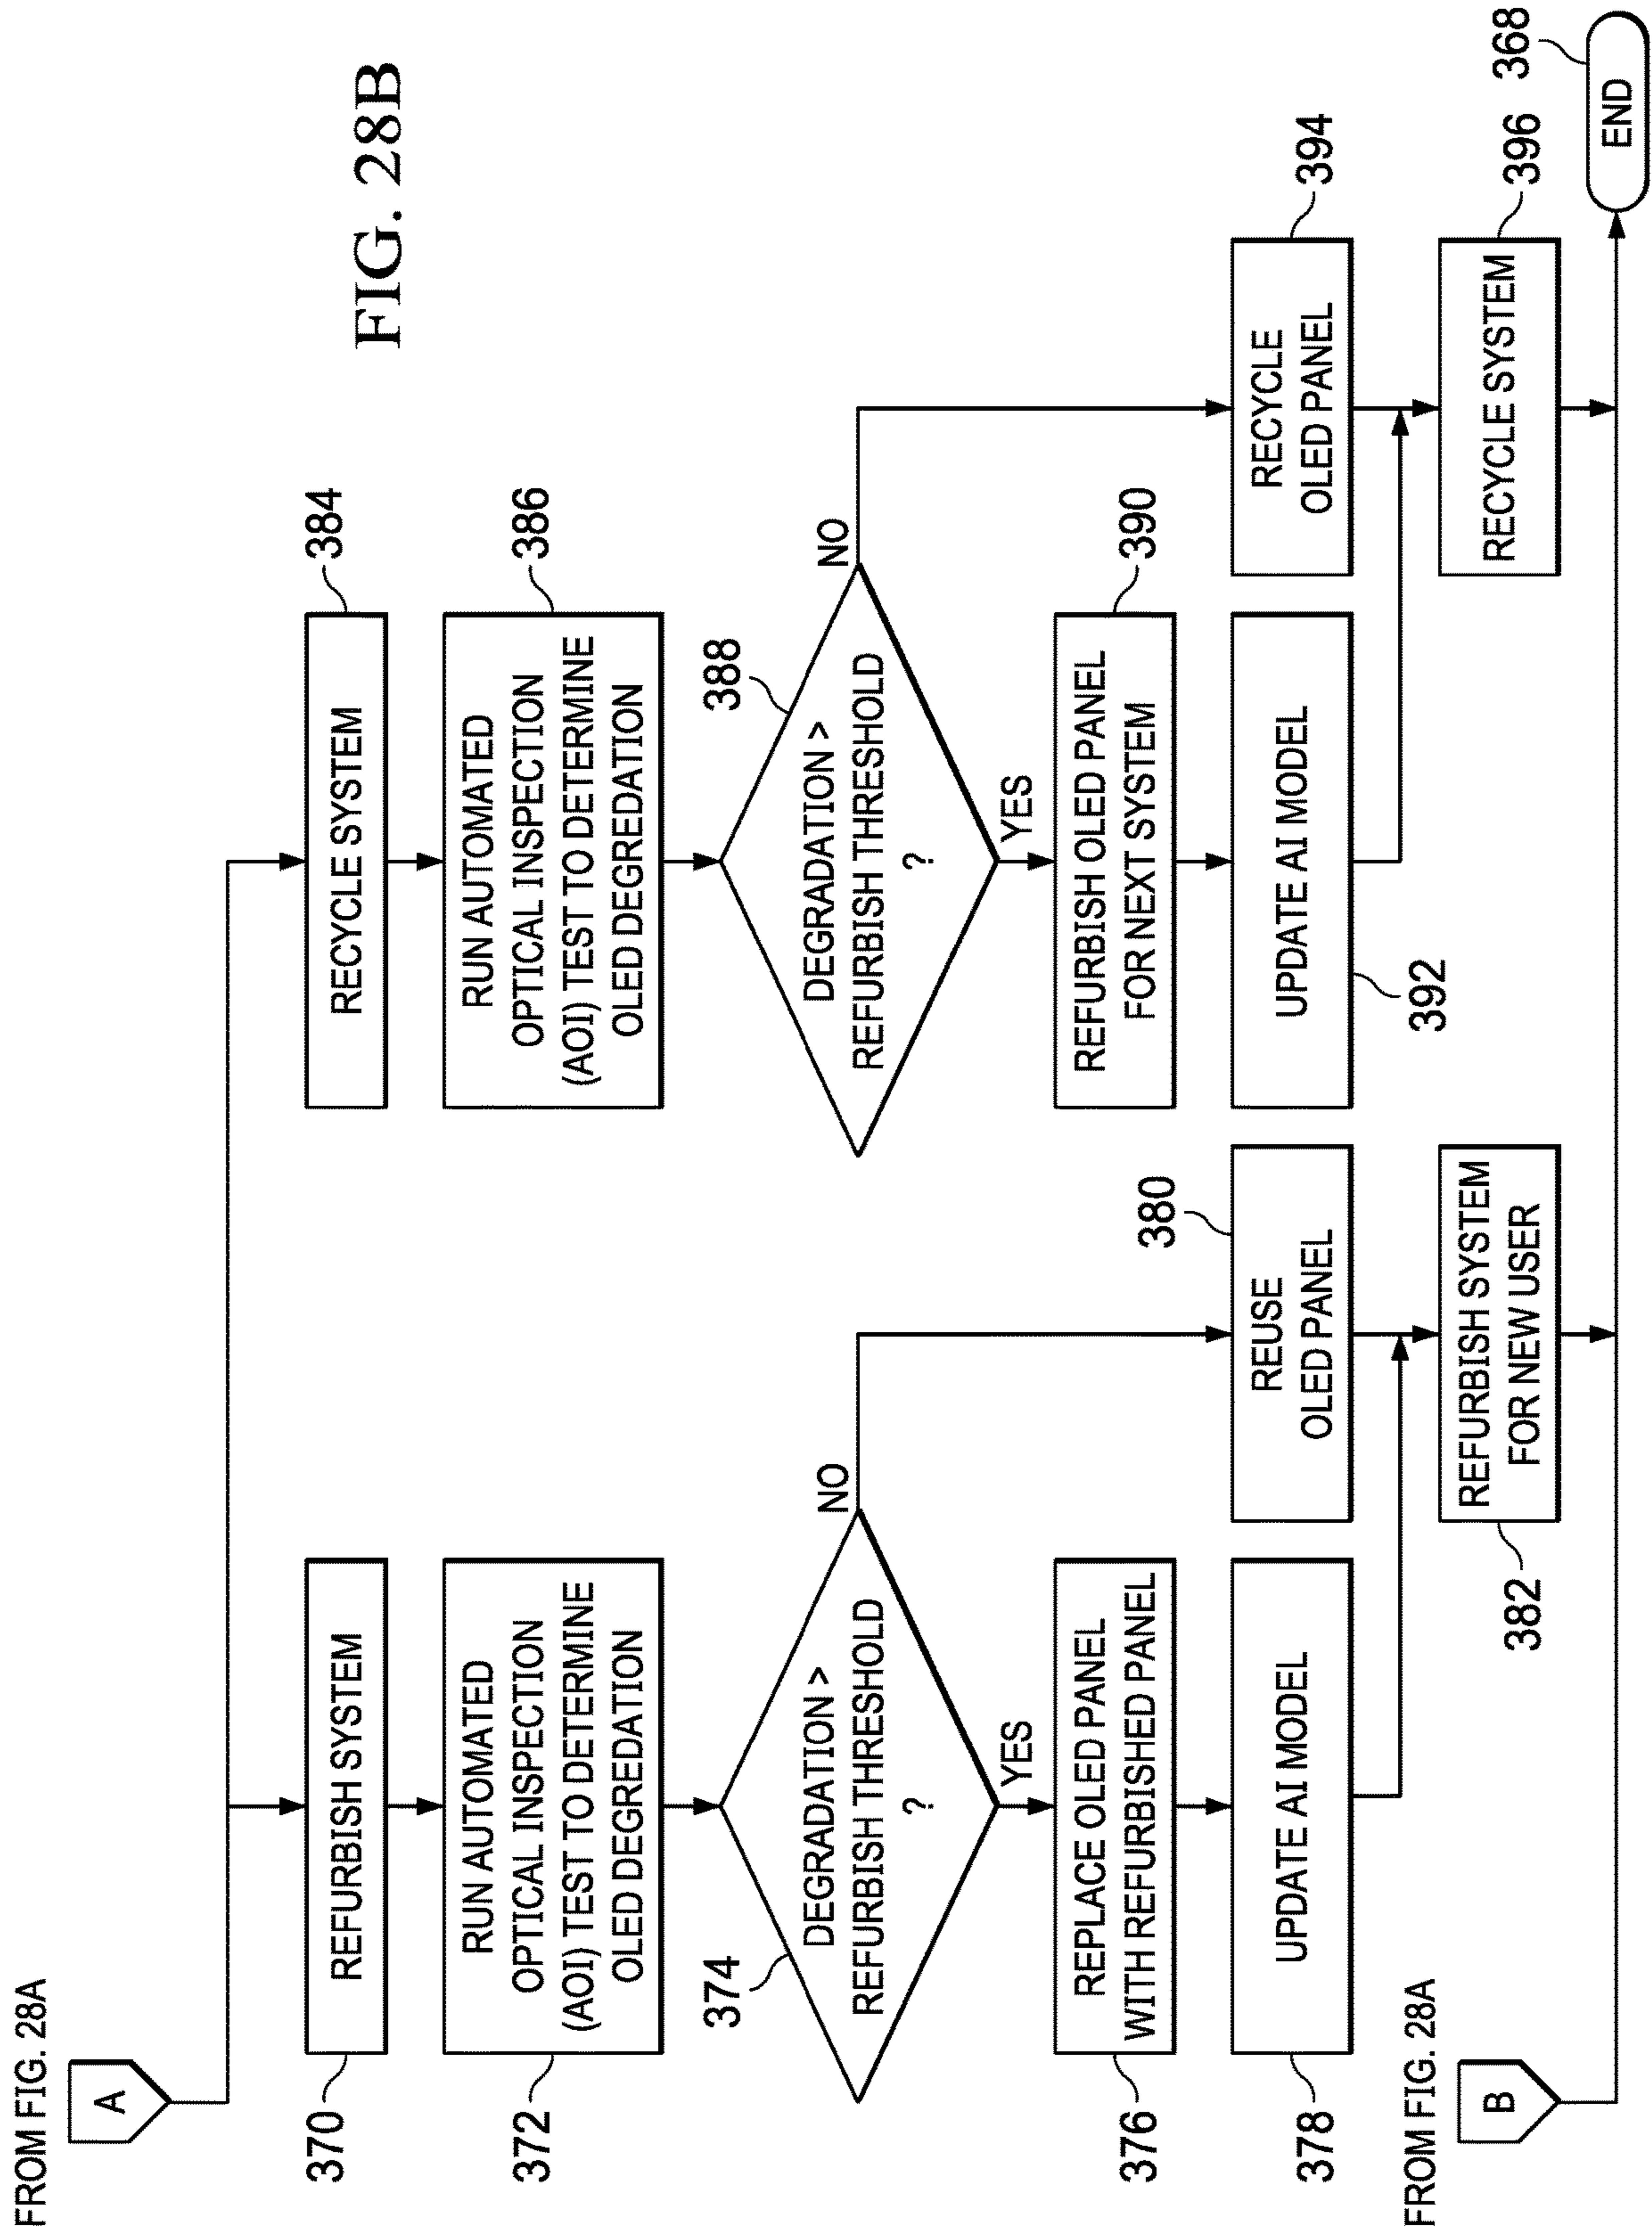 FIG. 28B
FROM FIG. 28A
A
370
REFURBISH SYSTEM
372
RUN AUTOMATED
OPTICAL INSPECTION
(AOI) TEST TO DETERMINE
OLED DEGREDATION
374
DEGRADATION >
REFURBISH THRESHOLD
?
NO
YES
376
REPLACE OLED PANEL
WITH REFURBISHED PANEL
378
UPDATE AI MODEL
380
REUSE
OLED PANEL
382
REFURBISH SYSTEM
FOR NEW USER
384
RECYCLE SYSTEM
386
RUN AUTOMATED
OPTICAL INSPECTION
(AOI) TEST TO DETERMINE
OLED DEGREDATION
388
DEGRADATION >
REFURBISH THRESHOLD
?
NO
YES
390
REFURBISH OLED PANEL
FOR NEXT SYSTEM
UPDATE AI MODEL
392
394
RECYCLE
OLED PANEL
396
RECYCLE SYSTEM
FROM FIG. 28A
B
368
END